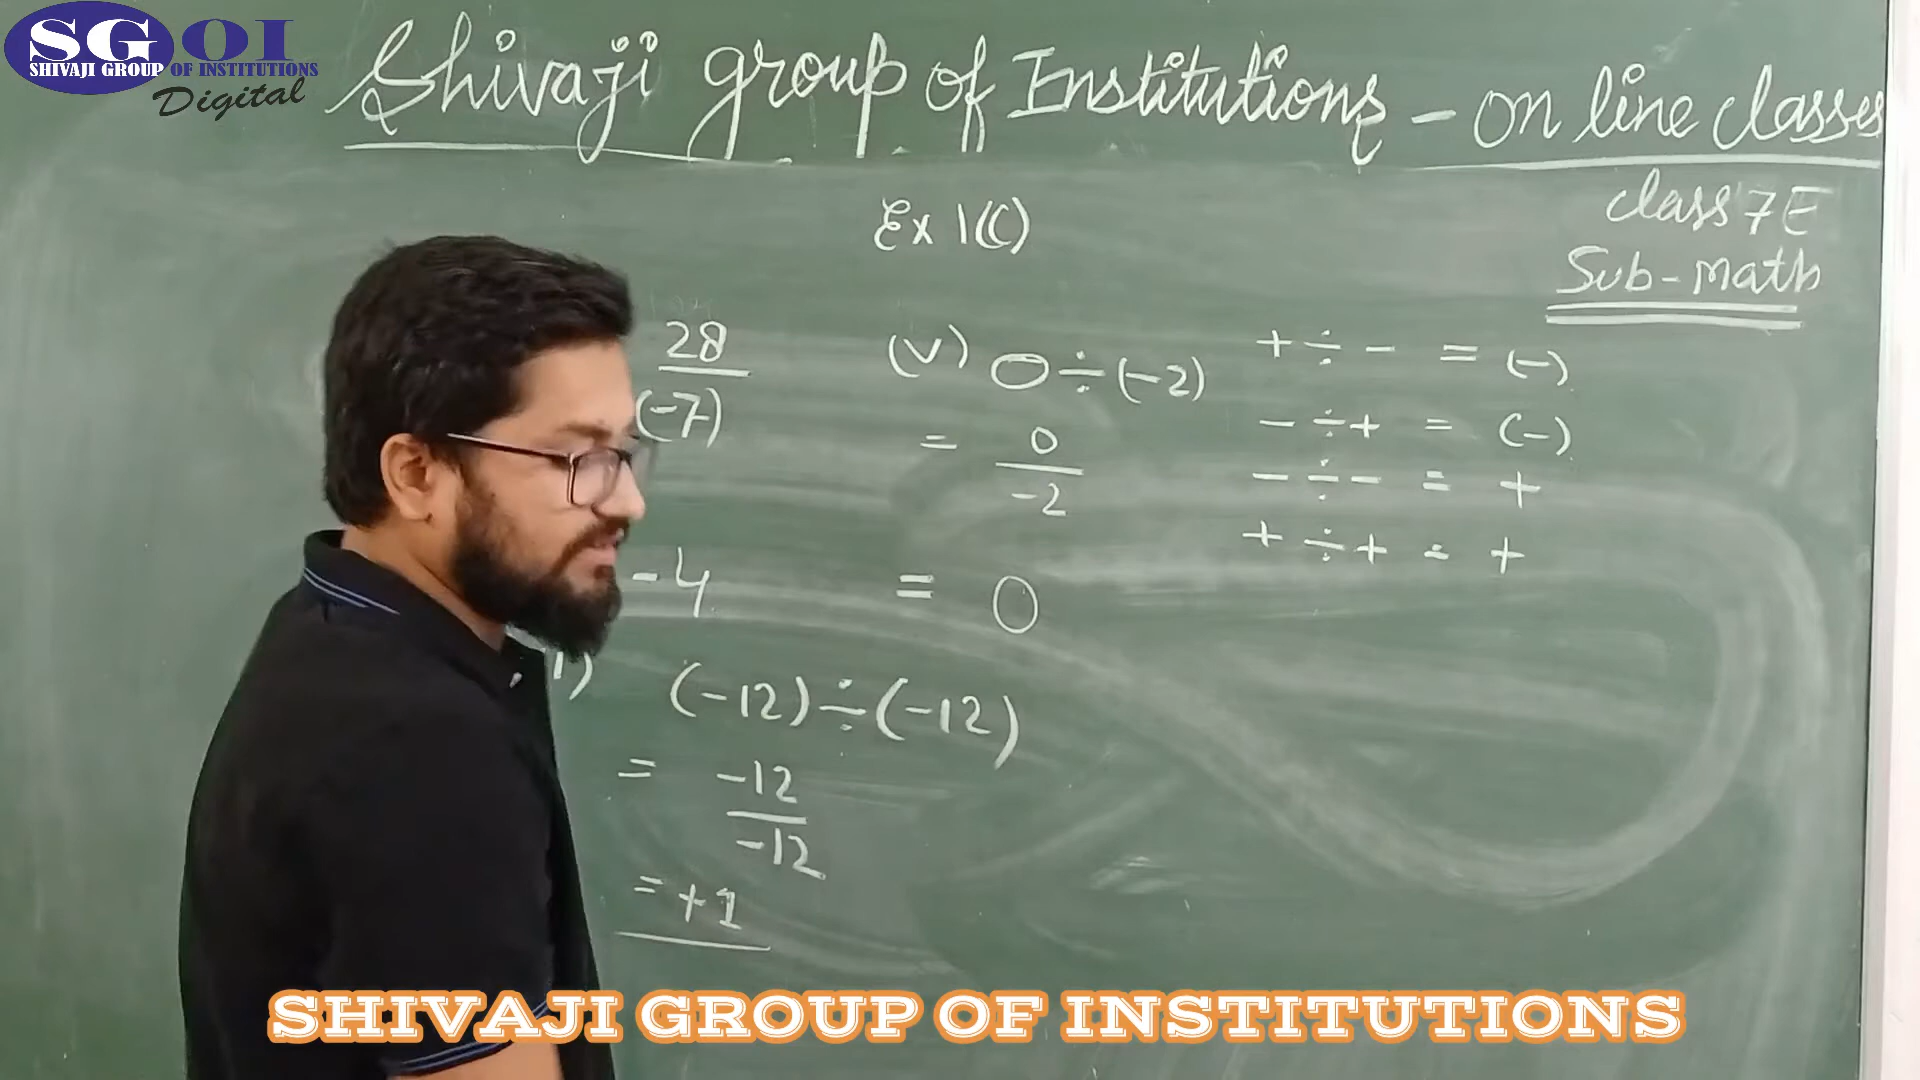 SGOI
SHIVAJI GROUP OF INSTITUTIONS
Digital
Shivaji group of Institutions - on line classes
class 7E
Sub - Math
Ex 1(C)
28
(-7)
-4
(v) 0 ÷ (-2)
= 0
-2
= 0
+ ÷ - = (-)
- ÷ + = (-)
- ÷ - = +
+ ÷ + = +
(-12) ÷ (-12)
= -12
-12
= +1
SHIVAJI GROUP OF INSTITUTIONS